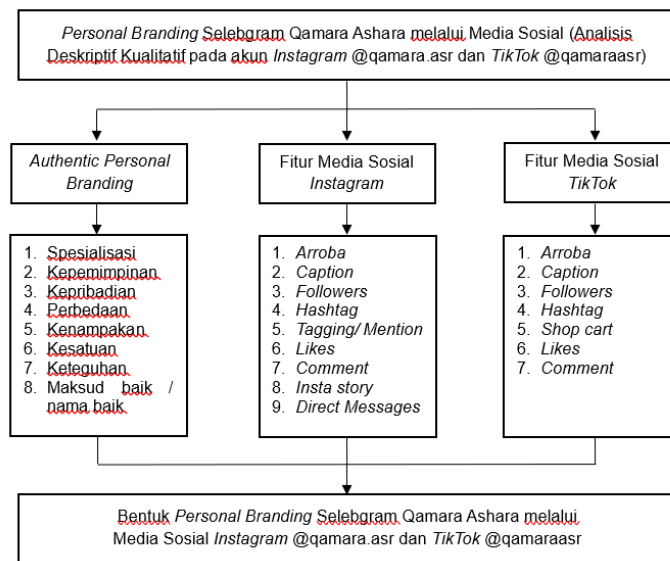 Personal Branding Selebgram Qamara Ashara melalui Media Sosial (Analisis
Deskriptif Kualitatif pada akun Instagram @qamara.asr dan TikTok @qamaraasr)
Authentic Personal
Branding
Fitur Media Sosial
Instagram
Fitur Media Sosial
TikTok
1. Spesialisasi
2. Kepemimpinan
3. Kepribadian
4. Perbedaan
5. Kenampakan
6. Kesatuan
7. Keteguhan
8. Maksud baik /
nama baik
1. Arroba
2. Caption
3. Followers
4. Hashtag
5. Tagging/ Mention
6. Likes
7. Comment
8. Insta story
9. Direct Messages
1. Arroba
2. Caption
3. Followers
4. Hashtag
5. Shop cart
6. Likes
7. Comment
Bentuk Personal Branding Selebgram Qamara Ashara melalui
Media Sosial Instagram @qamara.asr dan TikTok @qamaraasr